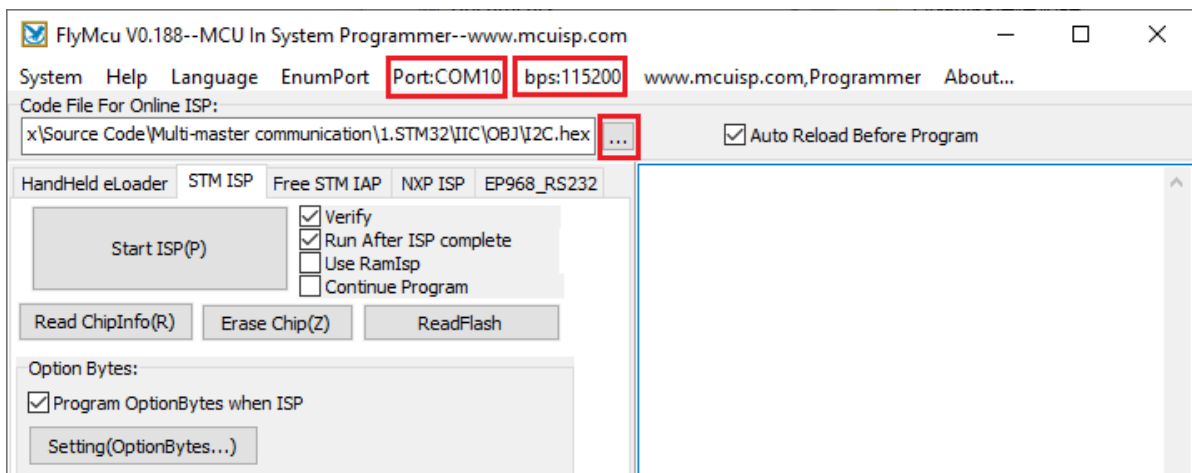 FlyMcu V0.188--MCU In System Programmer--www.mcuisp.com
System Help Language EnumPort Port:COM10 bps:115200 www.mcuisp.com,Programmer About...
Code File For Online ISP:
x\Source Code\Multi-master communication\1.STM32\IIC\OBJ\I2C.hex ... Auto Reload Before Program
HandHeld eLoader STM ISP Free STM IAP NXP ISP EP968_RS232
Verify
Start ISP(P) Run After ISP complete
Use RamIsp
Continue Program
Read ChipInfo(R) Erase Chip(Z) ReadFlash
Option Bytes:
Program OptionBytes when ISP
Setting(OptionBytes...)